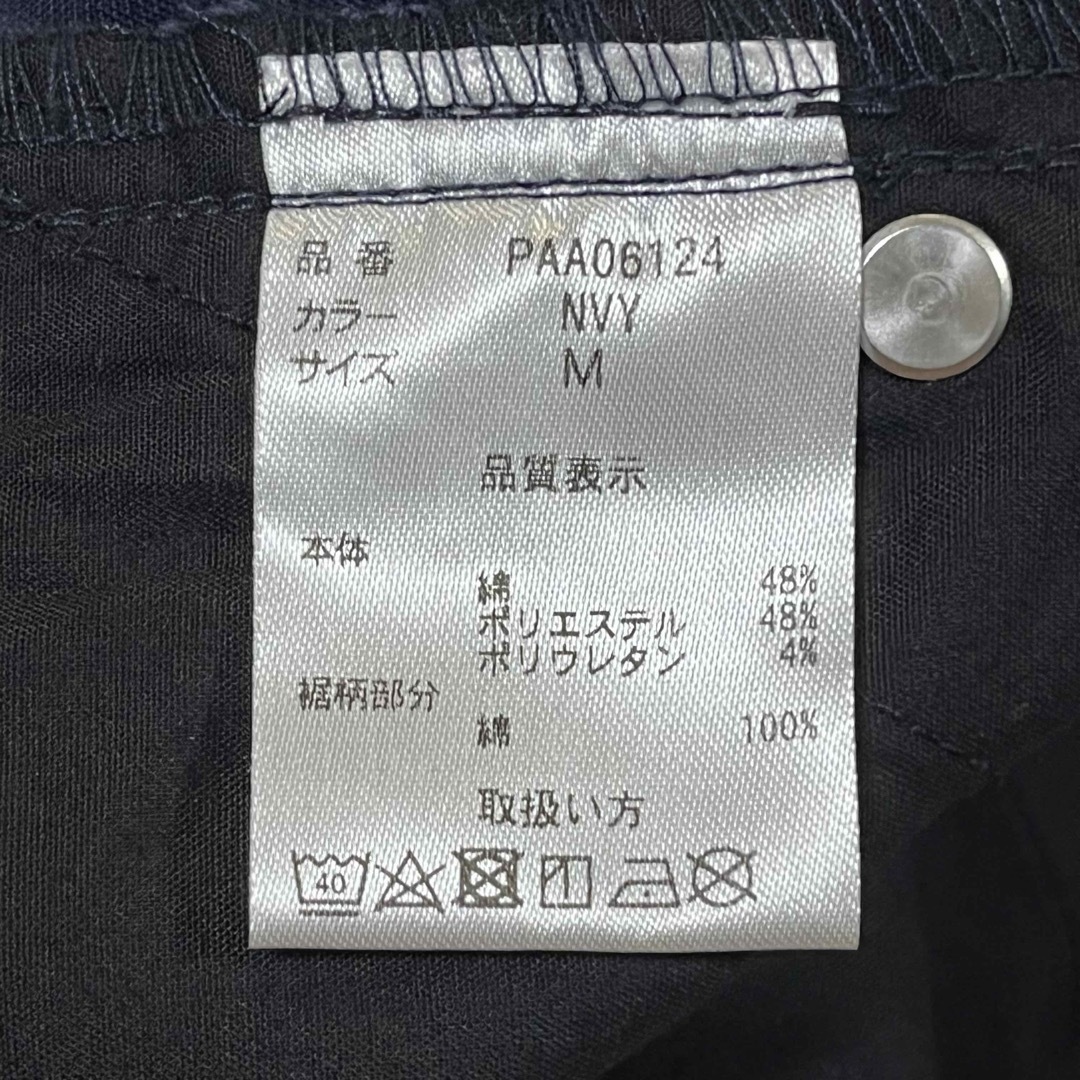 品番 PAA06124
カラー NVY
サイズ M
品質表示
本体
綿 48%
ポリエステル 48%
ポリウレタン 4%
裾柄部分
綿 100%
取扱い方
40